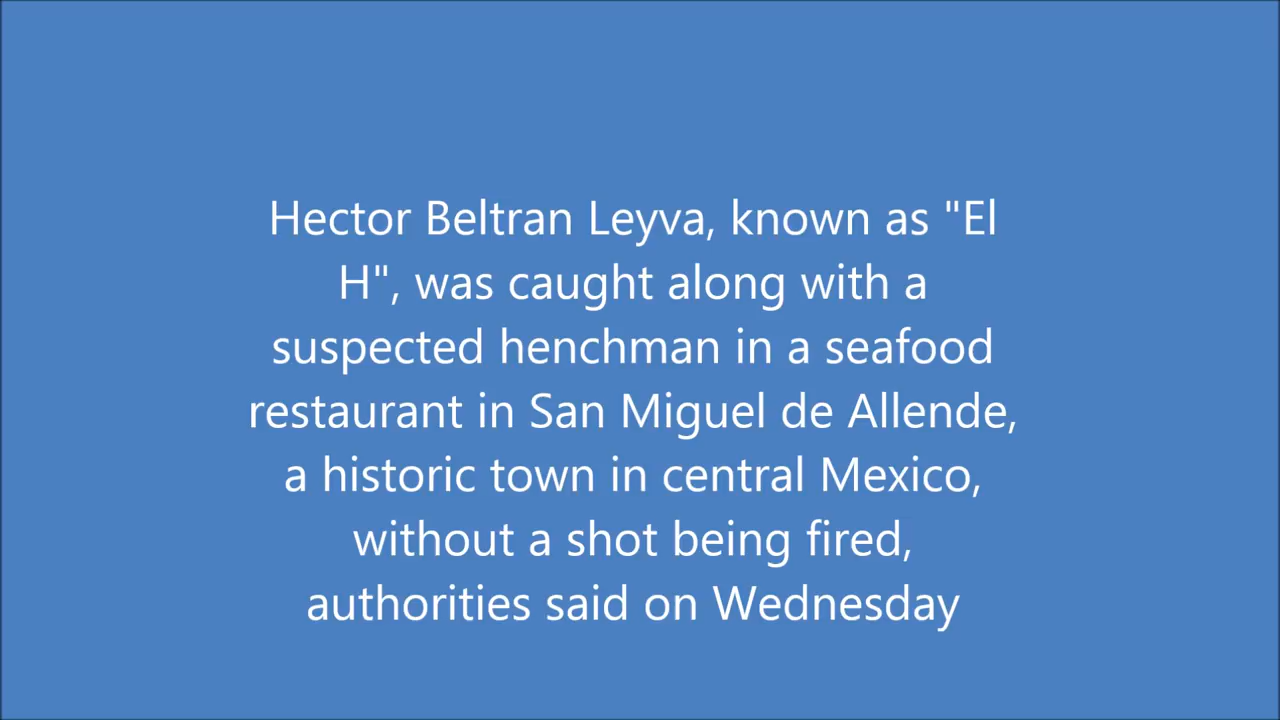 Hector Beltran Leyva, known as "El
H", was caught along with a
suspected henchman in a seafood
restaurant in San Miguel de Allende,
a historic town in central Mexico,
without a shot being fired,
authorities said on Wednesday